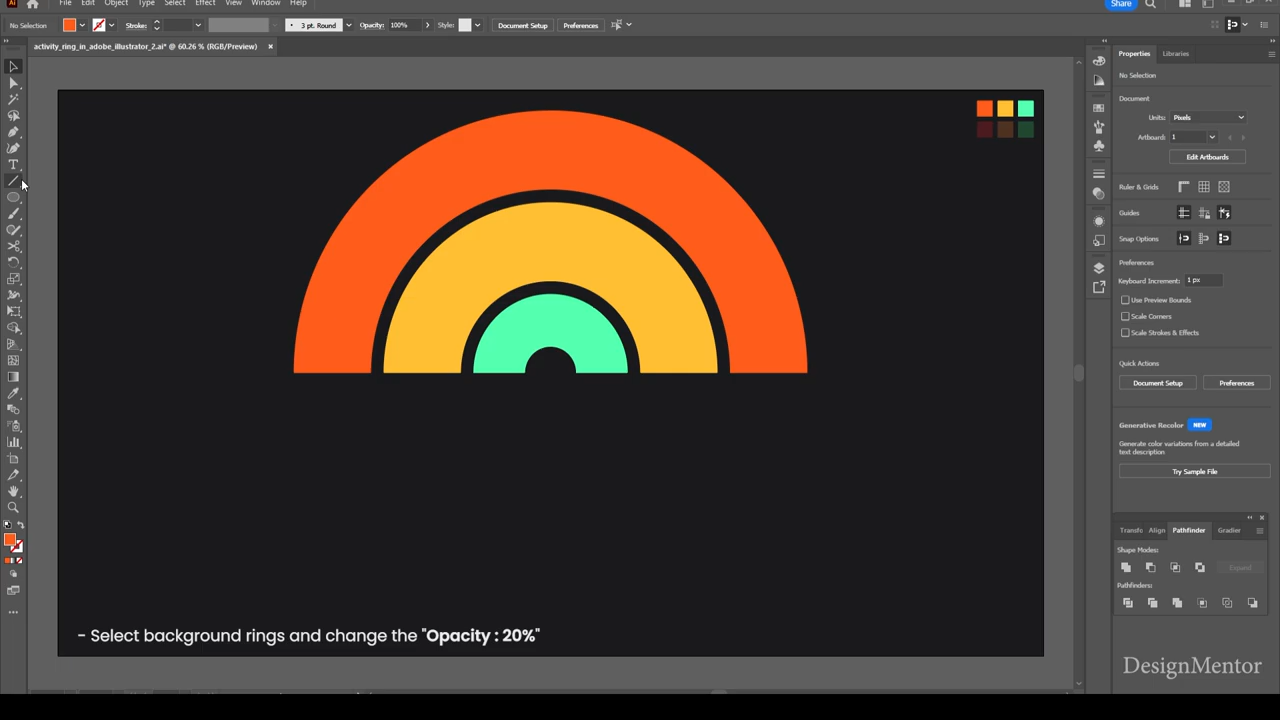 Ai File Edit Object Type Select Effect View Window Help Share
No Selection Stroke: 3 pt. Round Opacity: 100% Style: Document Setup Preferences
activity_ring_in_adobe_illustrator_2.ai* @ 60.26 % (RGB/Preview) ×
Properties Libraries
No Selection
Document
Units: Pixels
Artboard: 1
Edit Artboards
Ruler & Grids
Guides
Snap Options
Preferences
Keyboard Increment: 1 px
Use Preview Bounds
Scale Corners
Scale Strokes & Effects
Quick Actions
Document Setup Preferences
Generative Recolor NEW
Generate color variations from a detailed
text description
Try Sample File
Transfo Align Pathfinder Gradier
Shape Modes:
Expand
Pathfinders:
- Select background rings and change the "Opacity : 20%"
DesignMentor